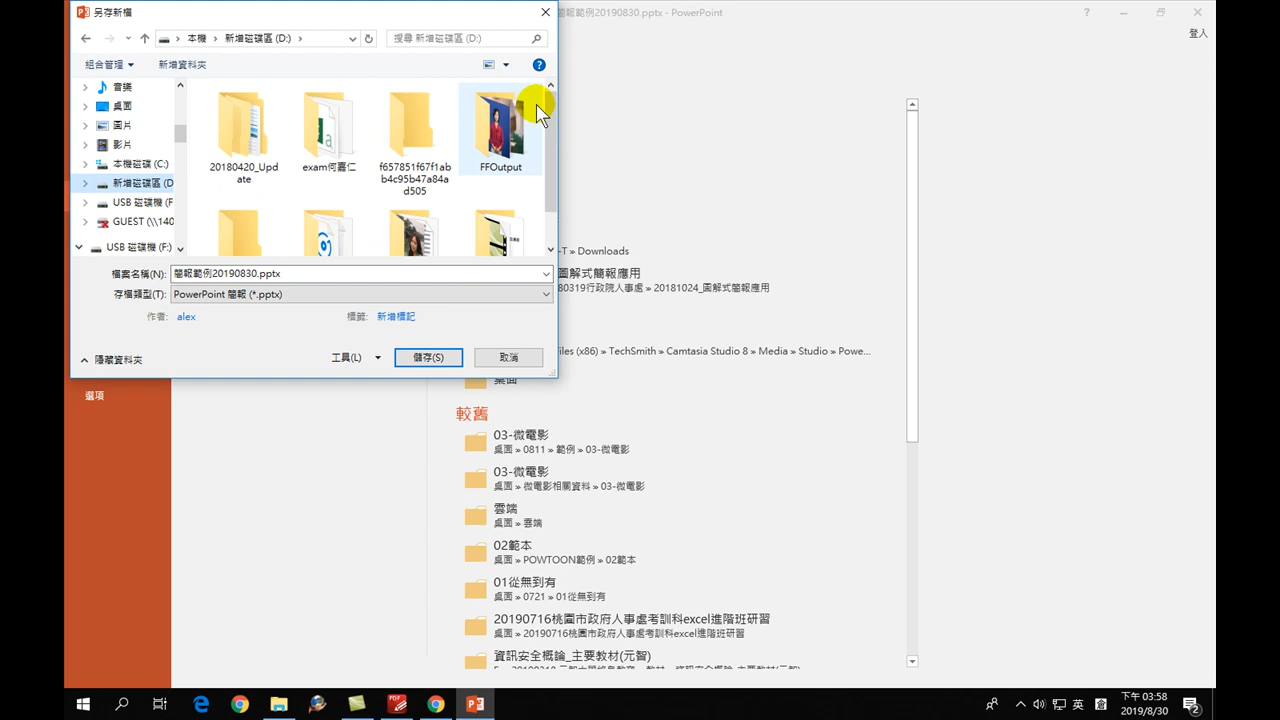 另存新檔
簡報範例20190830.pptx - PowerPoint
?
登入
本機 › 新增磁碟區 (D:) ›
搜尋 新增磁碟區 (D:)
組合管理
新增資料夾
音樂
桌面
圖片
影片
本機磁碟 (C:)
新增磁碟區 (D
USB 磁碟機 (F
GUEST (\\140
USB 磁碟機 (F:)
20180420_Upd
ate
exam何嘉仁
f657851f67f1ab
b4c95b47a84a
d505
FFOutput
檔案名稱(N):
簡報範例20190830.pptx
存檔類型(T):
PowerPoint 簡報 (*.pptx)
作者:
alex
標籤:
新增標記
隱藏資料夾
工具(L)
儲存(S)
取消
選項
-T » Downloads
圖解式簡報應用
80319行政院人事處 » 20181024_圖解式簡報應用
iles (x86) » TechSmith » Camtasia Studio 8 » Media » Studio » Powe...
桌面
較舊
03-微電影
桌面 » 0811 » 範例 » 03-微電影
03-微電影
桌面 » 微電影相關資料 » 03-微電影
雲端
桌面 » 雲端
02範本
桌面 » POWTOON範例 » 02範本
01從無到有
桌面 » 0721 » 01從無到有
20190716桃園市政府人事處考訓科excel進階班研習
桌面 » 20190716桃園市政府人事處考訓科excel進階班研習
資訊安全概論_主要教材(元智)
英
下午 03:58
2019/8/30
2